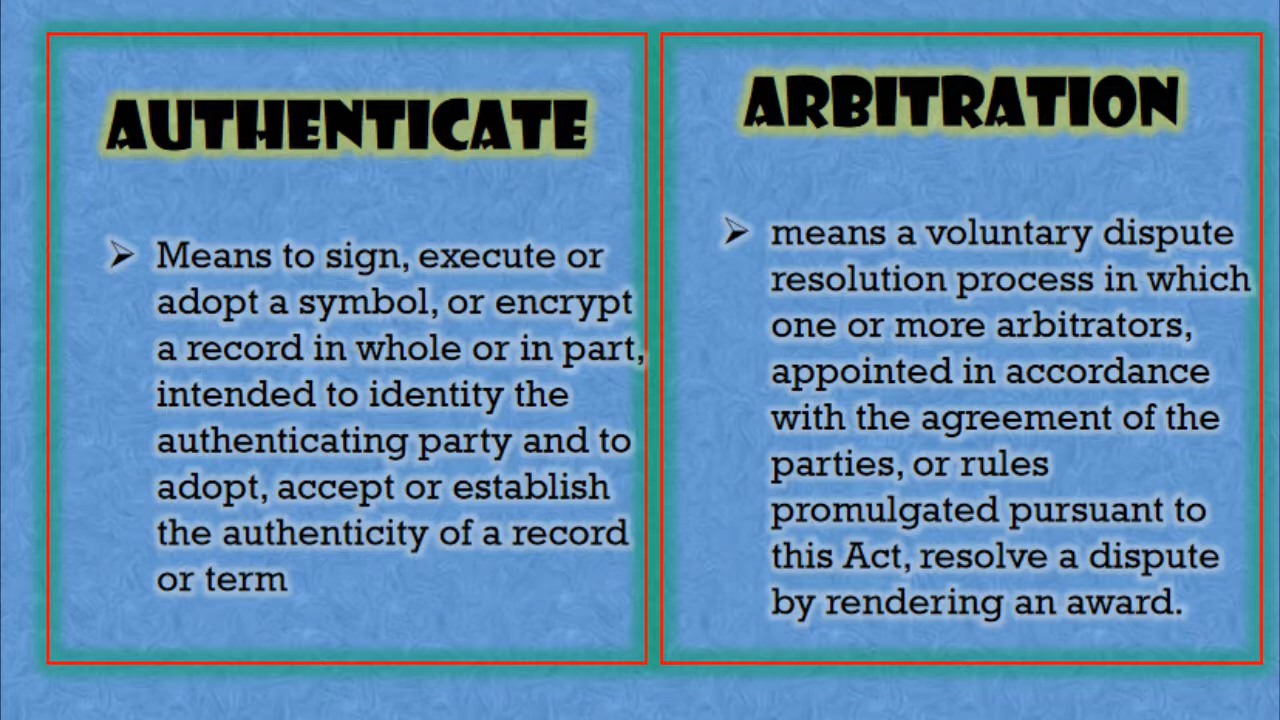 AUTHENTICATE
➢ Means to sign, execute or
adopt a symbol, or encrypt
a record in whole or in part,
intended to identity the
authenticating party and to
adopt, accept or establish
the authenticity of a record
or term
ARBITRATION
➢ means a voluntary dispute
resolution process in which
one or more arbitrators,
appointed in accordance
with the agreement of the
parties, or rules
promulgated pursuant to
this Act, resolve a dispute
by rendering an award.